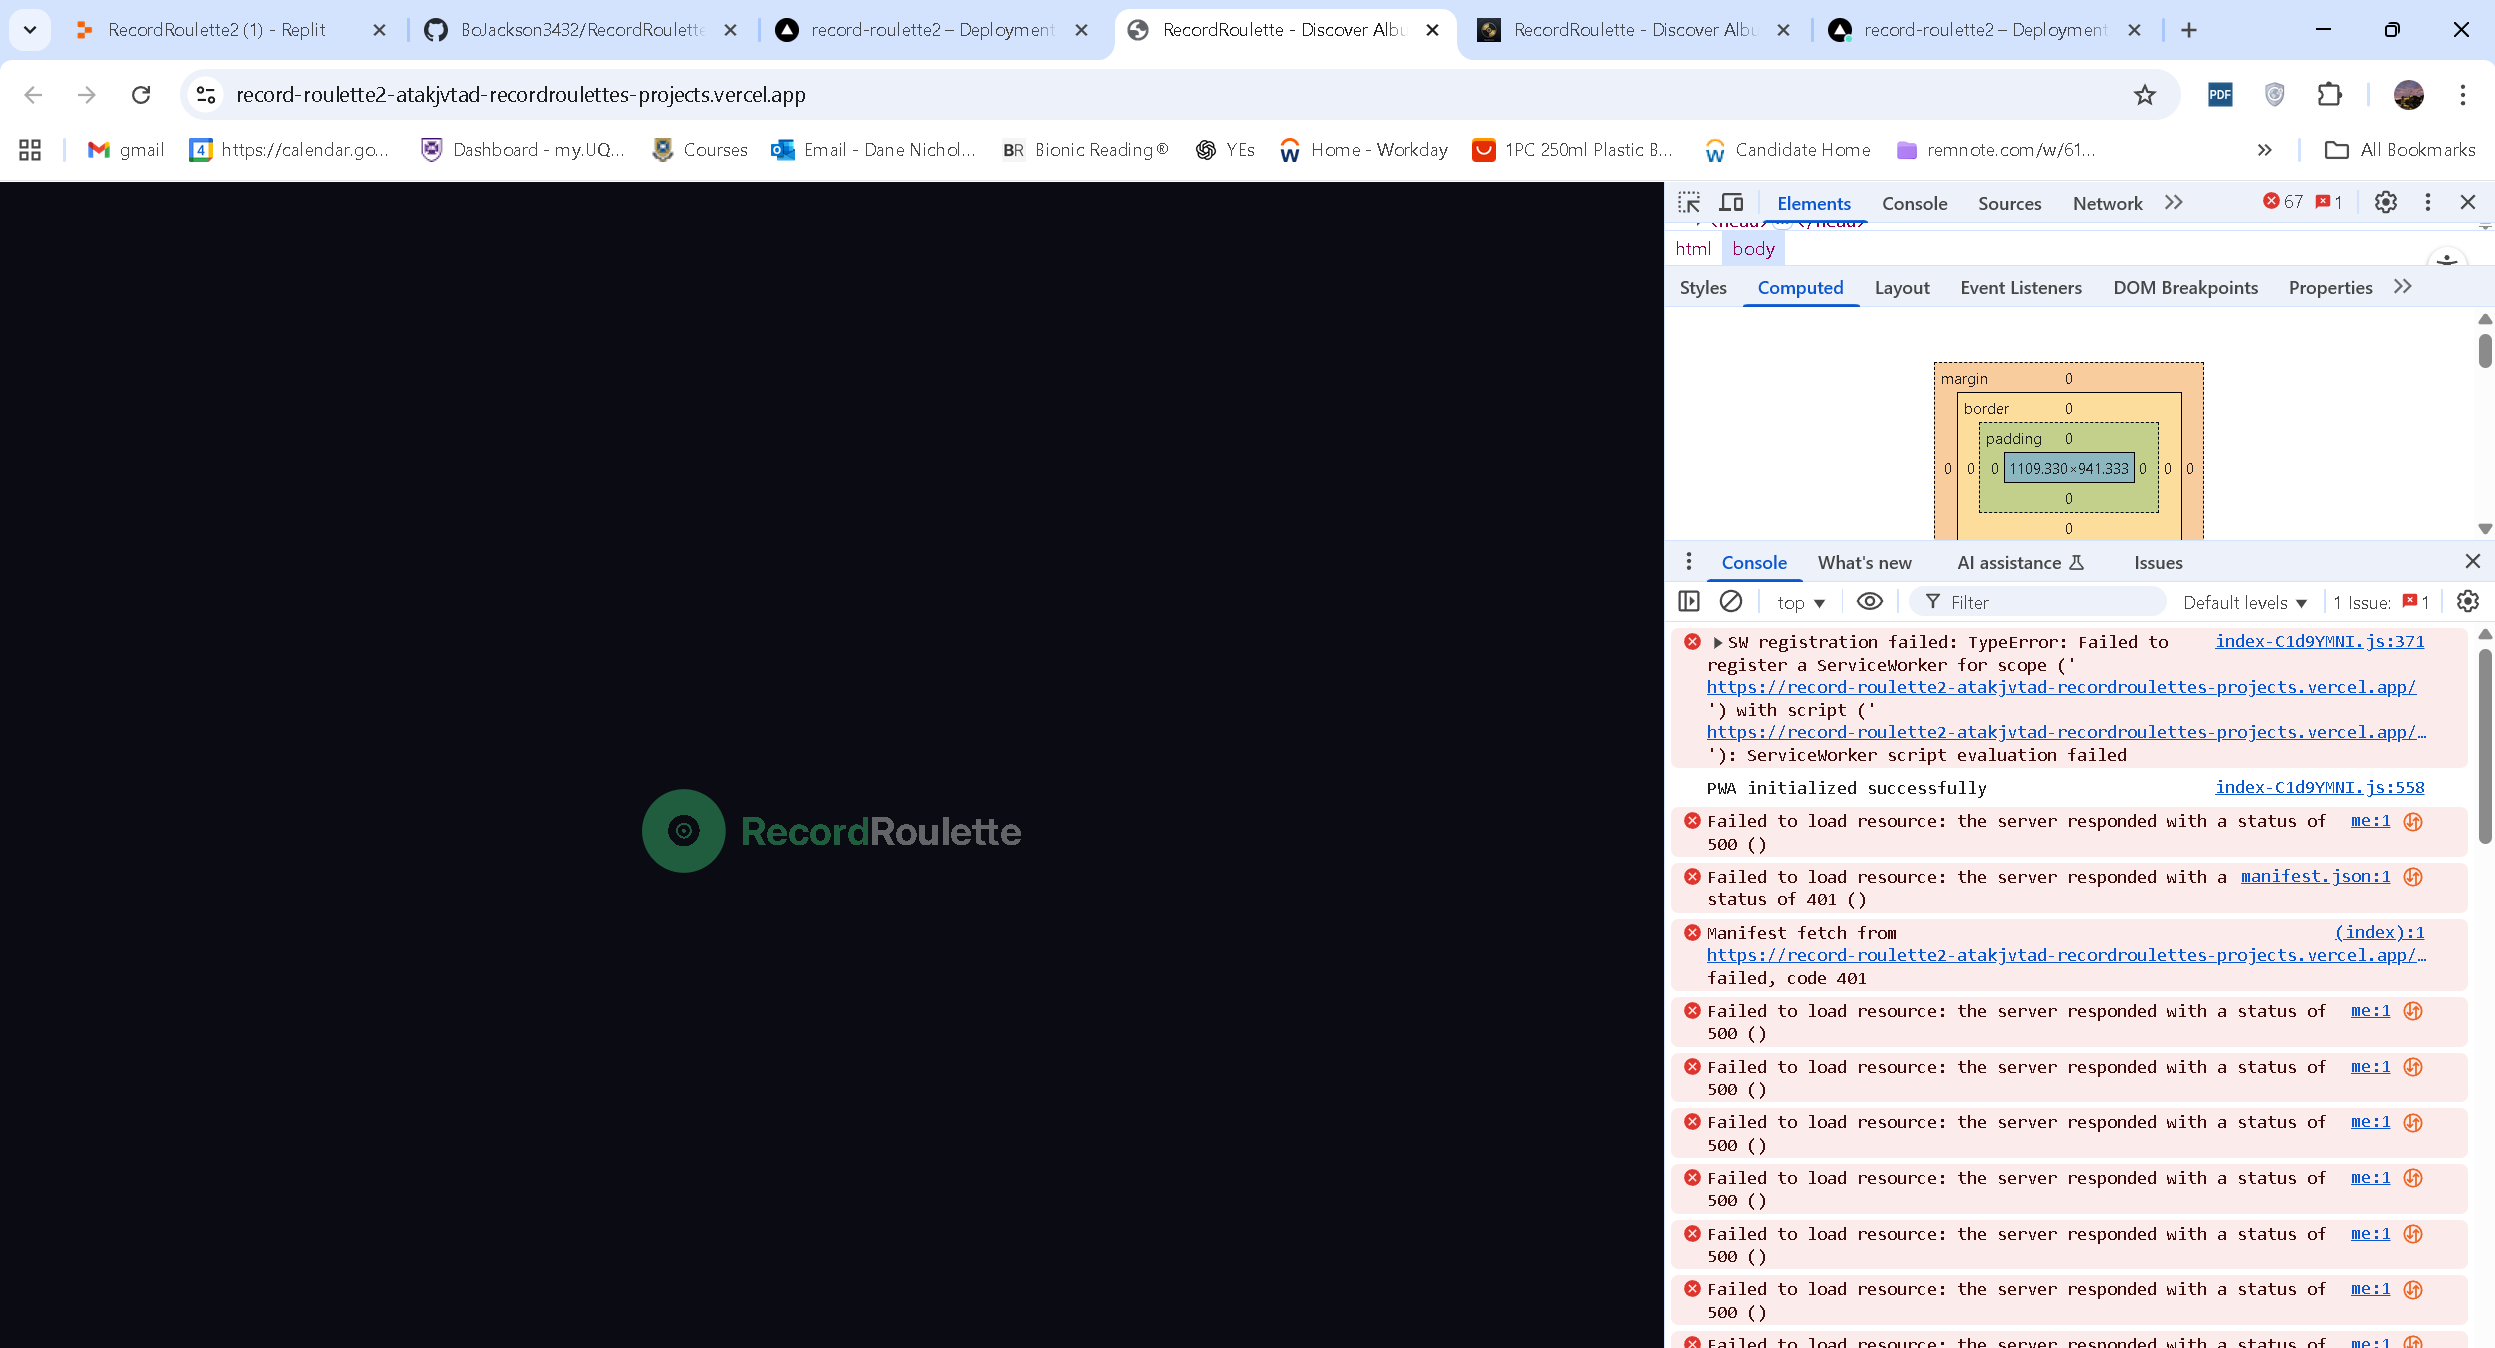 RecordRoulette2 (1) - Replit
BoJackson3432/RecordRoulette
record-roulette2 – Deployment
RecordRoulette - Discover Albu
RecordRoulette - Discover Albu
record-roulette2 – Deployment
record-roulette2-atakjvtad-recordroulettes-projects.vercel.app
PDF
gmail
4
https://calendar.go...
Dashboard - my.UQ...
Courses
Email - Dane Nichol...
BR Bionic Reading®
YEs
Home - Workday
1PC 250ml Plastic B...
Candidate Home
remnote.com/w/61...
All Bookmarks
Elements Console Sources Network 67 1
<head> </head>
html body
Styles Computed Layout Event Listeners DOM Breakpoints Properties
margin 0
border 0
padding 0
0 0 0 1109.330×941.333 0 0 0
0
0
Console What's new AI assistance Issues
top Filter Default levels 1 Issue: 1
SW registration failed: TypeError: Failed to index-C1d9YMNI.js:371
register a ServiceWorker for scope ('
https://record-roulette2-atakjvtad-recordroulettes-projects.vercel.app/
') with script ('
https://record-roulette2-atakjvtad-recordroulettes-projects.vercel.app/…
'): ServiceWorker script evaluation failed
PWA initialized successfully index-C1d9YMNI.js:558
Failed to load resource: the server responded with a status of me:1
500 ()
Failed to load resource: the server responded with a manifest.json:1
status of 401 ()
Manifest fetch from (index):1
https://record-roulette2-atakjvtad-recordroulettes-projects.vercel.app/…
failed, code 401
Failed to load resource: the server responded with a status of me:1
500 ()
Failed to load resource: the server responded with a status of me:1
500 ()
Failed to load resource: the server responded with a status of me:1
500 ()
Failed to load resource: the server responded with a status of me:1
500 ()
Failed to load resource: the server responded with a status of me:1
500 ()
Failed to load resource: the server responded with a status of me:1
500 ()
Failed to load resource: the server responded with a status of me:1
RecordRoulette